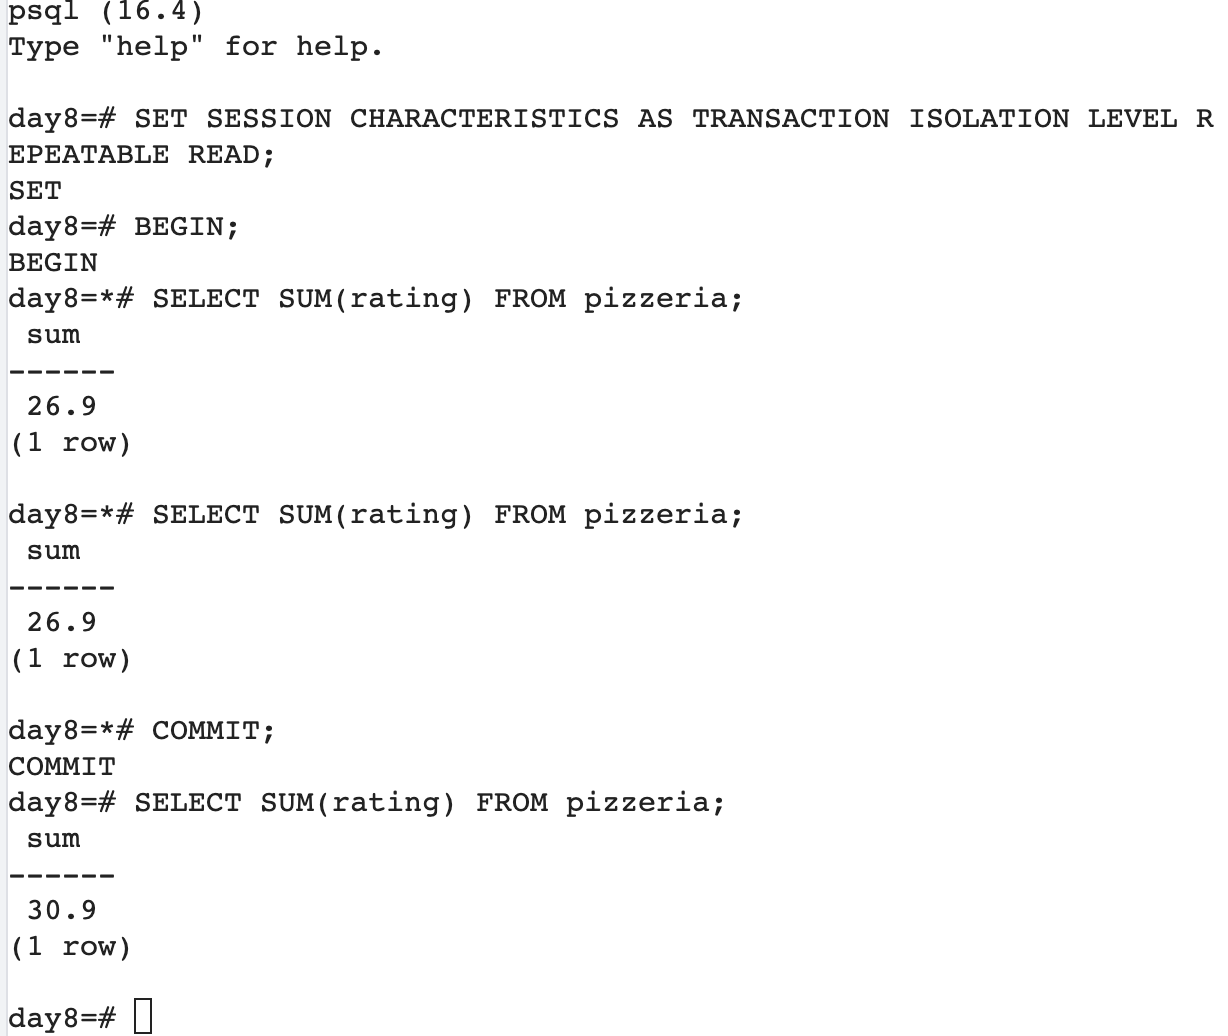 psql (16.4)
Type "help" for help.
day8=# SET SESSION CHARACTERISTICS AS TRANSACTION ISOLATION LEVEL R
EPEATABLE READ;
SET
day8=# BEGIN;
BEGIN
day8=*# SELECT SUM(rating) FROM pizzeria;
 sum
------
 26.9
(1 row)
day8=*# SELECT SUM(rating) FROM pizzeria;
 sum
------
 26.9
(1 row)
day8=*# COMMIT;
COMMIT
day8=# SELECT SUM(rating) FROM pizzeria;
 sum
------
 30.9
(1 row)
day8=#